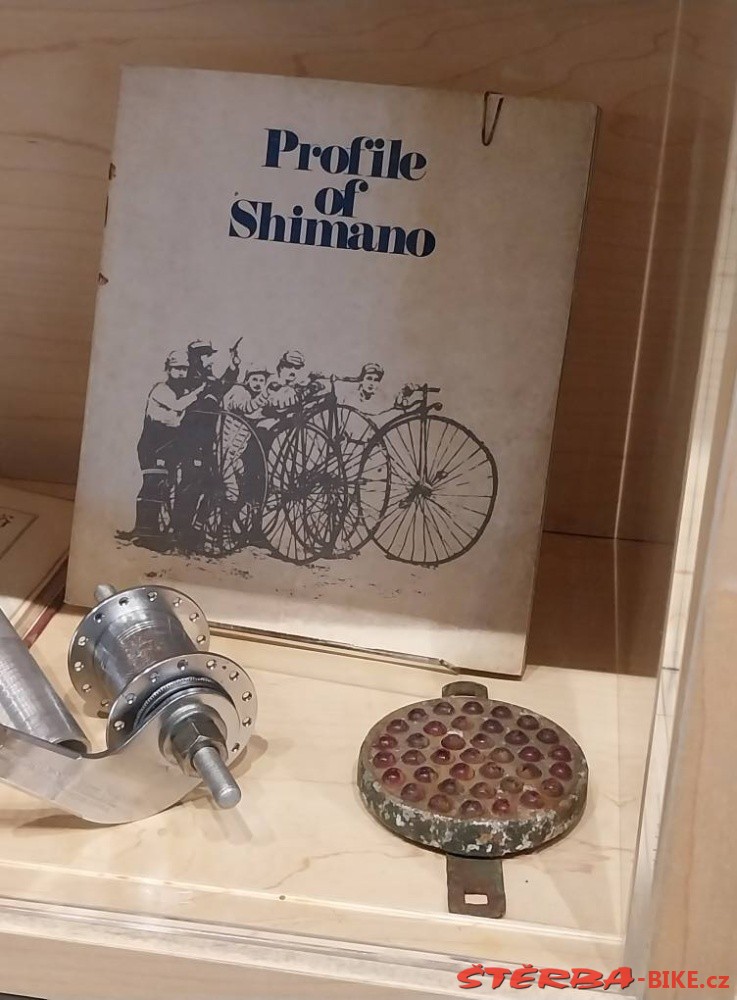 Profile
of
Shimano
ŠTĚRBA-BIKE.cz